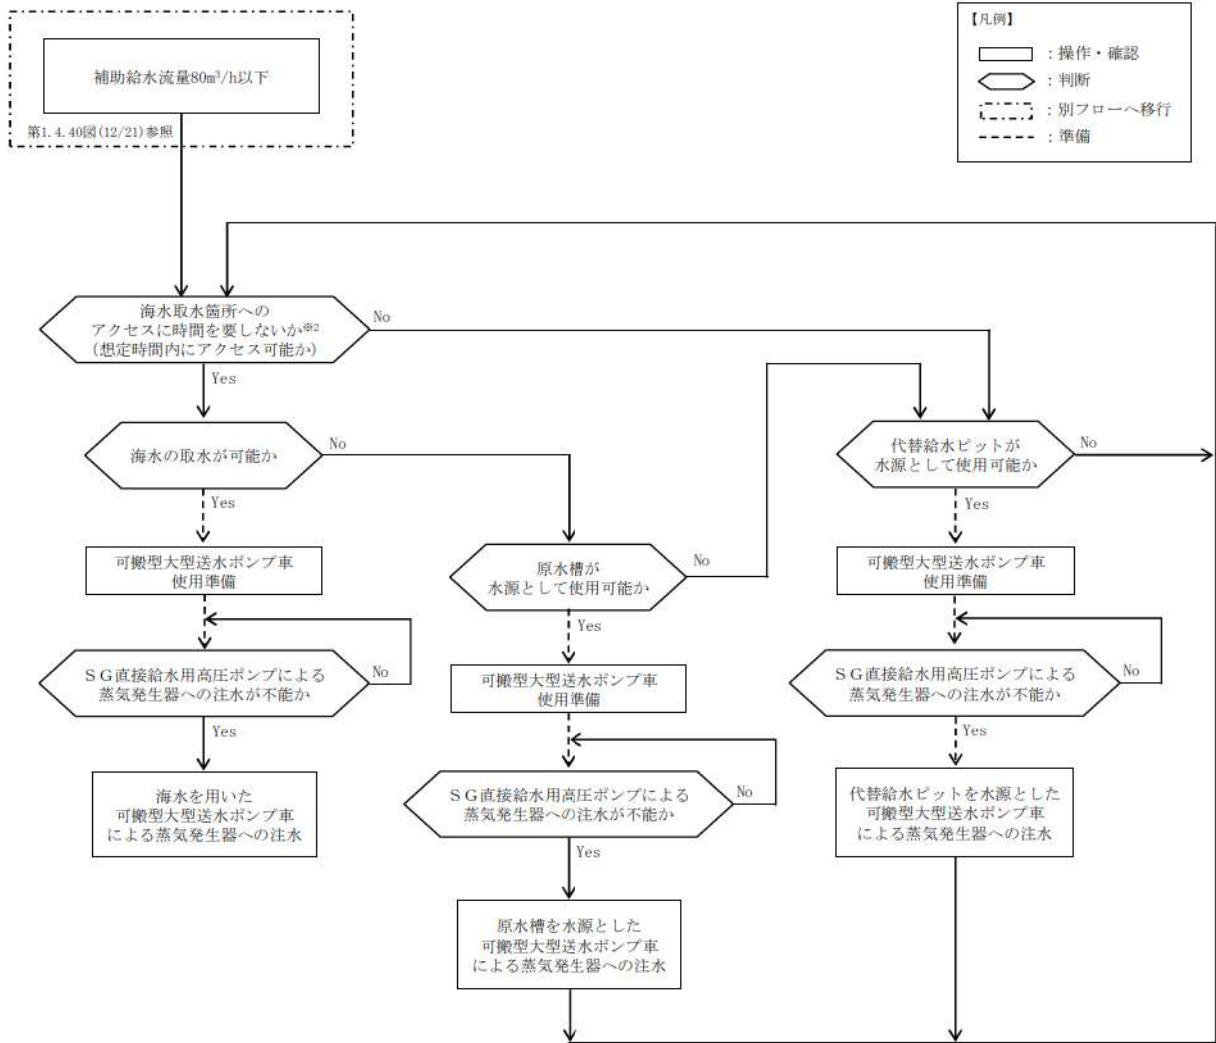 補助給水流量80m³/h以下
第1.4.40図(12/21)参照
【凡例】
：操作・確認
：判断
：別フローへ移行
：準備
海水取水箇所への
アクセスに時間を要しないか※2
(想定時間内にアクセス可能か)
No
Yes
海水の取水が可能か
No
Yes
可搬型大型送水ポンプ車
使用準備
ＳＧ直接給水用高圧ポンプによる
蒸気発生器への注水が不能か
No
Yes
海水を用いた
可搬型大型送水ポンプ車
による蒸気発生器への注水
原水槽が
水源として使用可能か
No
Yes
可搬型大型送水ポンプ車
使用準備
ＳＧ直接給水用高圧ポンプによる
蒸気発生器への注水が不能か
No
Yes
原水槽を水源とした
可搬型大型送水ポンプ車
による蒸気発生器への注水
代替給水ピットが
水源として使用可能か
No
Yes
可搬型大型送水ポンプ車
使用準備
ＳＧ直接給水用高圧ポンプによる
蒸気発生器への注水が不能か
No
Yes
代替給水ピットを水源とした
可搬型大型送水ポンプ車
による蒸気発生器への注水